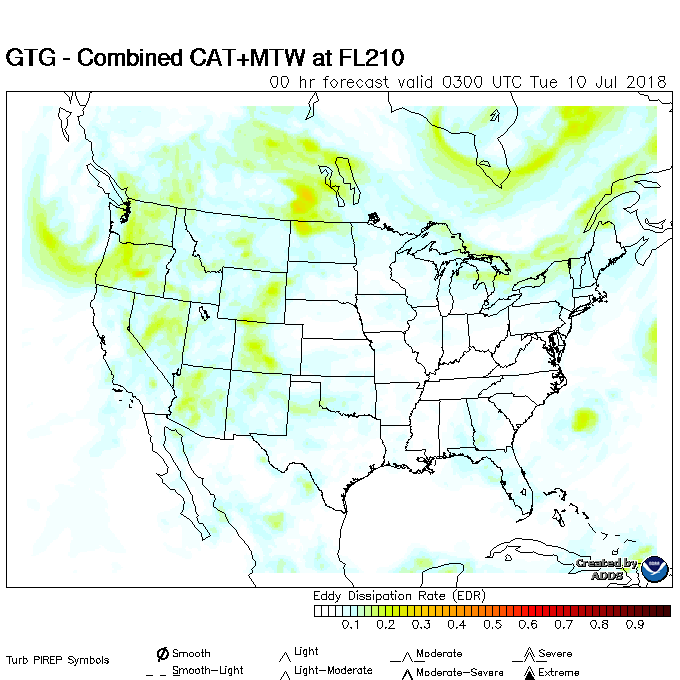 GTG - Combined CAT+MTW at FL210
00 hr forecast valid 0300 UTC Tue 10 Jul 2018
Created by
ADDS
Eddy Dissipation Rate (EDR)
0.1 0.2 0.3 0.4 0.5 0.6 0.7 0.8 0.9
Turb PIREP Symbols
Smooth Light Moderate Severe
Smooth-Light Light-Moderate Moderate-Severe Extreme